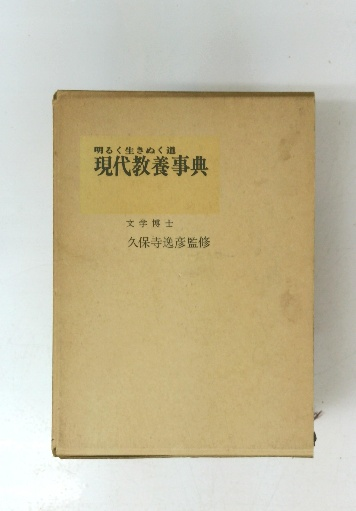 明るく生きぬく道
現代教養事典
文学博士
久保寺逸彦監修